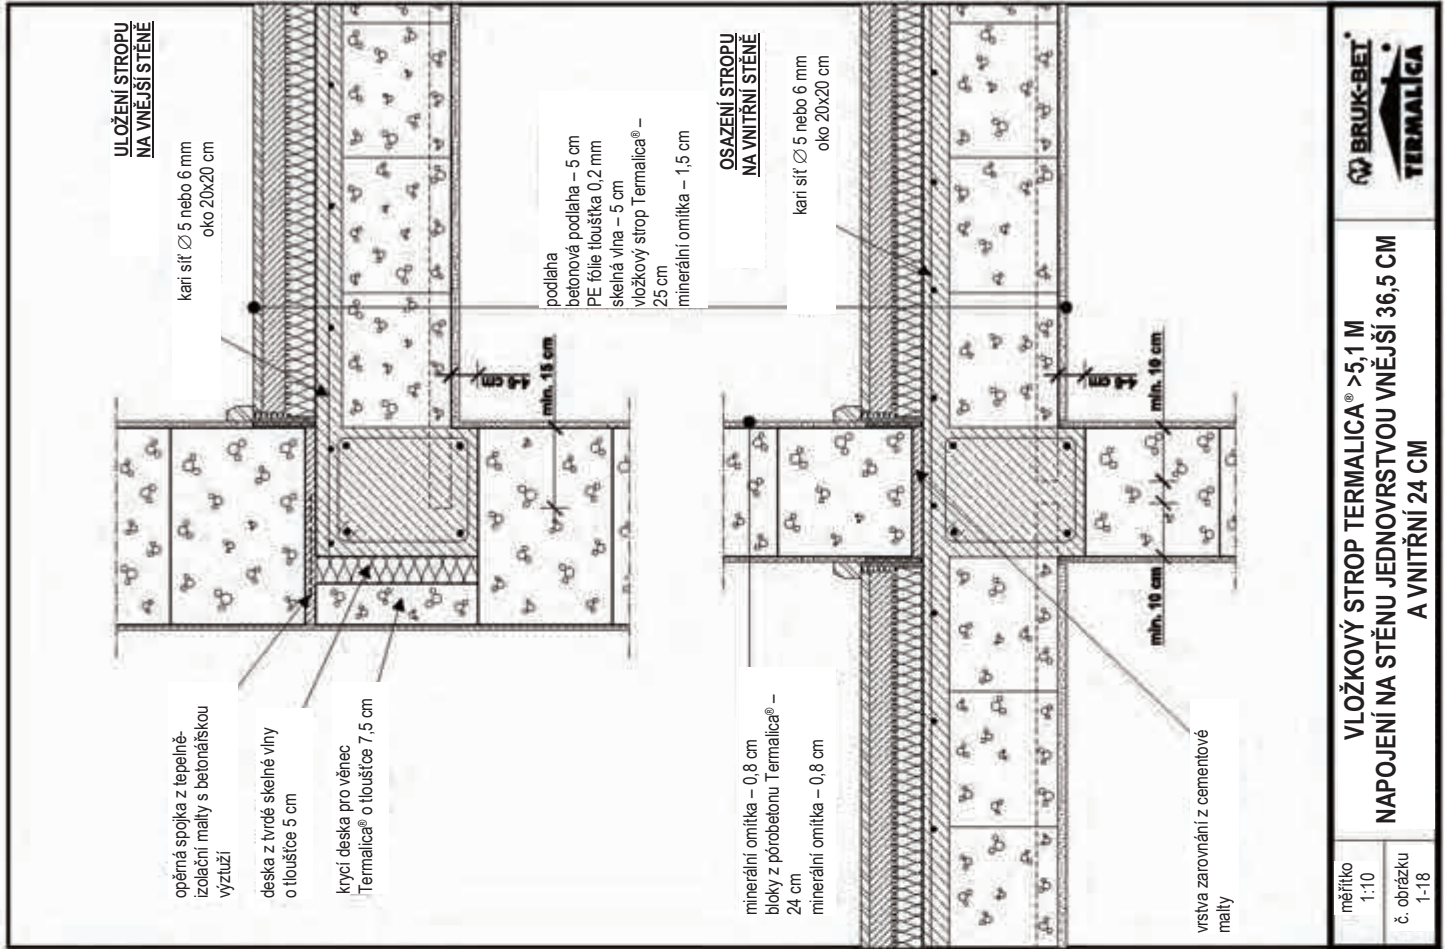 ULOŽENÍ STROPU
NA VNĚJŠÍ STĚNĚ
kari síť ∅ 5 nebo 6 mm
oko 20x20 cm
opěrná spojka z tepelně-
izolační malty s betonářskou
výztuží
deska z tvrdé skelné vlny
o tloušťce 5 cm
krycí deska pro věnec
Termalica® o tloušťce 7,5 cm
min. 15 cm
podlaha
betonová podlaha – 5 cm
PE fólie tloušťka 0,2 mm
skelná vlna – 5 cm
vložkový strop Termalica® –
25 cm
minerální omítka – 1,5 cm
OSAZENÍ STROPU
NA VNITŘNÍ STĚNĚ
kari síť ∅ 5 nebo 6 mm
oko 20x20 cm
minerální omítka – 0,8 cm
bloky z pórobetonu Termalica® –
24 cm
minerální omítka – 0,8 cm
min. 10 cm
min. 10 cm
vrstva zarovnání z cementové
malty
měřítko
1:10
č. obrázku
1-18
VLOŽKOVÝ STROP TERMALICA® >5,1 M
NAPOJENÍ NA STĚNU JEDNOVRSTVOU VNĚJŠÍ 36,5 CM
A VNITŘNÍ 24 CM
BRUK-BET®
TERMALICA